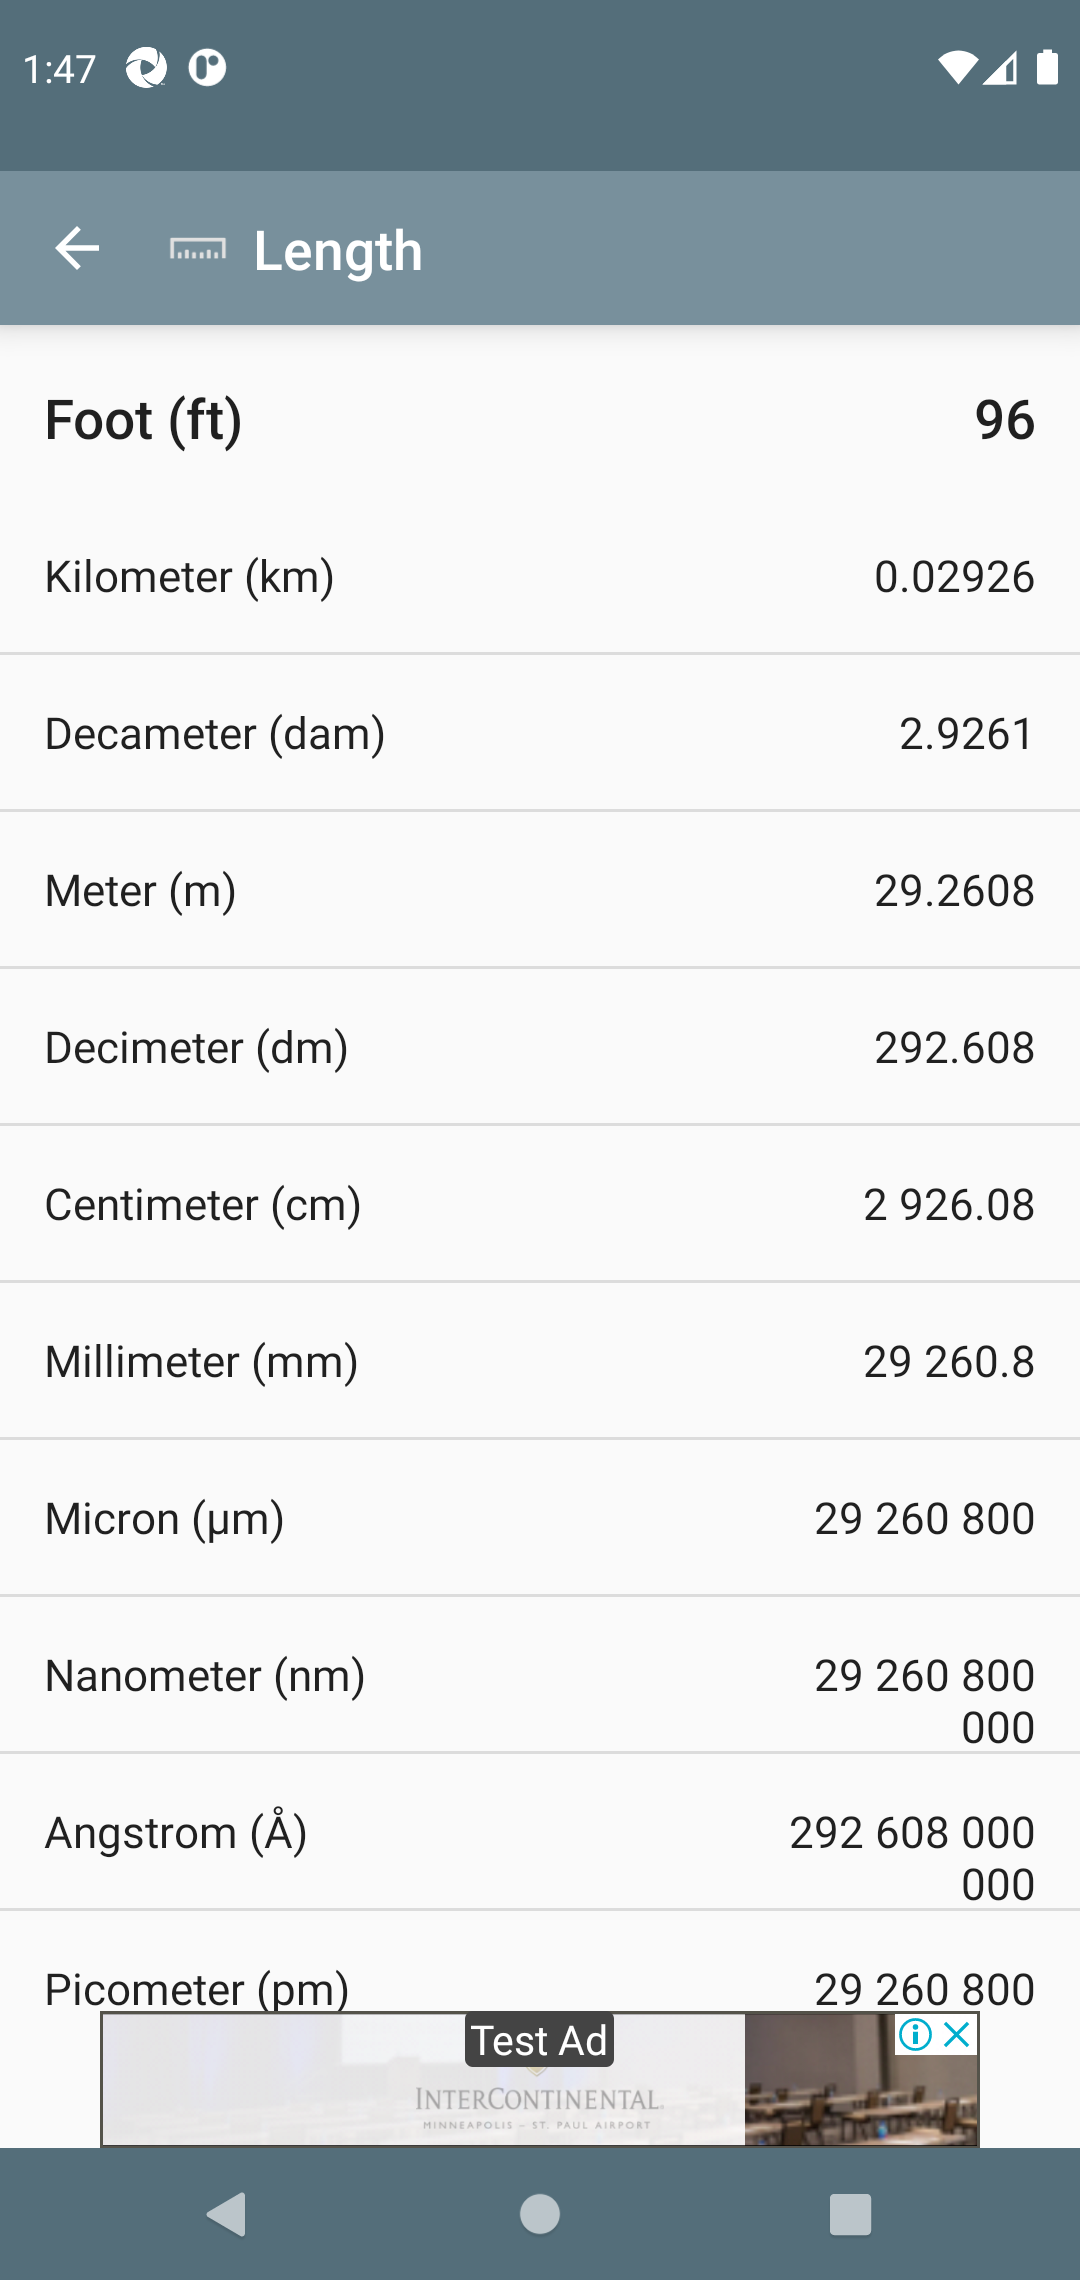 1:47
Length
Foot (ft) 96
Kilometer (km) 0.02926
Decameter (dam) 2.9261
Meter (m) 29.2608
Decimeter (dm) 292.608
Centimeter (cm) 2 926.08
Millimeter (mm) 29 260.8
Micron (µm) 29 260 800
Nanometer (nm) 29 260 800
000
Angstrom (Å) 292 608 000
000
Picometer (pm) 29 260 800
Test Ad
INTERCONTINENTAL.
MINNEAPOLIS – ST. PAUL AIRPORT